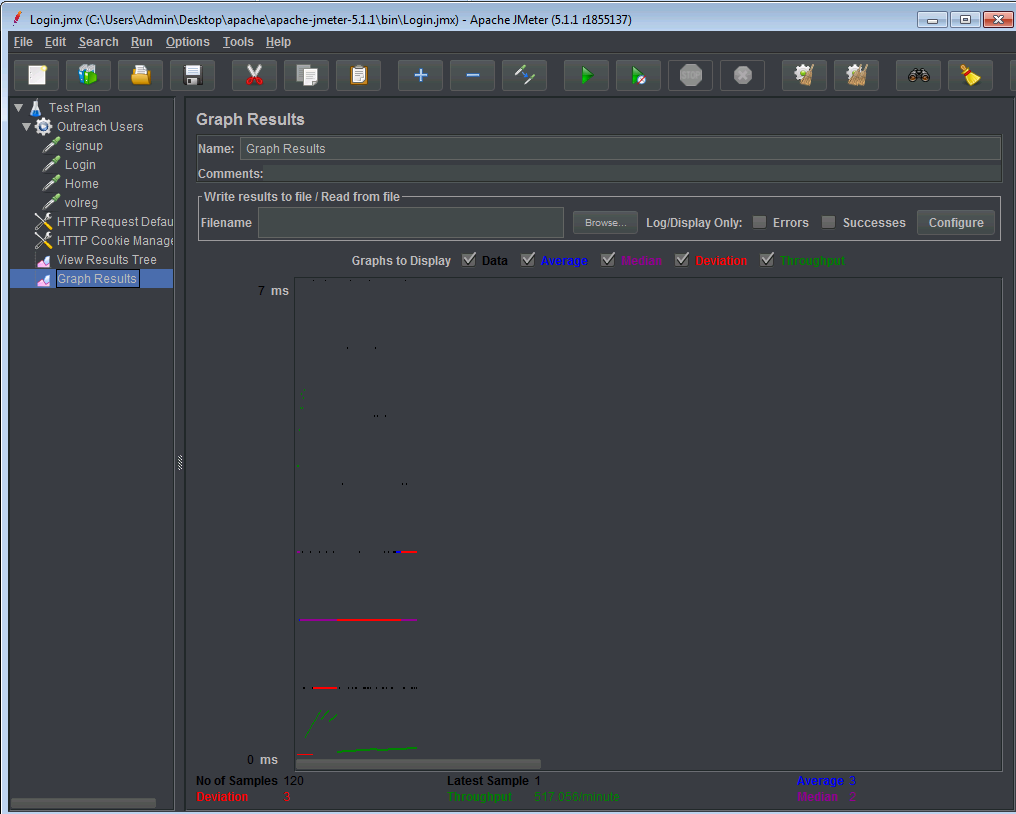 Login.jmx (C:\Users\Admin\Desktop\apache\apache-jmeter-5.1.1\bin\Login.jmx) - Apache JMeter (5.1.1 r1855137)
File Edit Search Run Options Tools Help
STOP
Test Plan
Outreach Users
signup
Login
Home
volreg
HTTP Request Defau
HTTP Cookie Manage
View Results Tree
Graph Results
Graph Results
Name: Graph Results
Comments:
Write results to file / Read from file
Filename Browse... Log/Display Only: Errors Successes Configure
Graphs to Display Data Average Median Deviation Throughput
7 ms
0 ms
No of Samples 120 Latest Sample 1 Average 3
Deviation 3 Throughput 517.056/minute Median 2